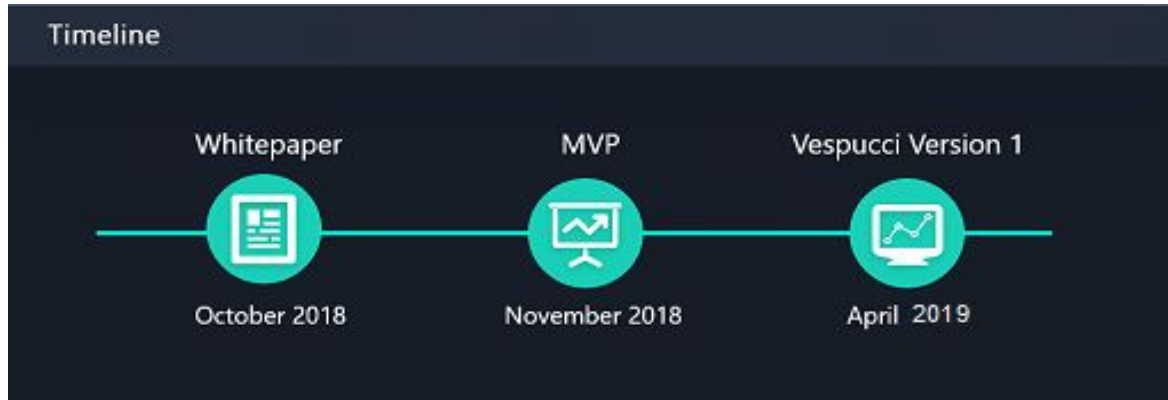 Timeline
Whitepaper
MVP
Vespucci Version 1
October 2018
November 2018
April 2019